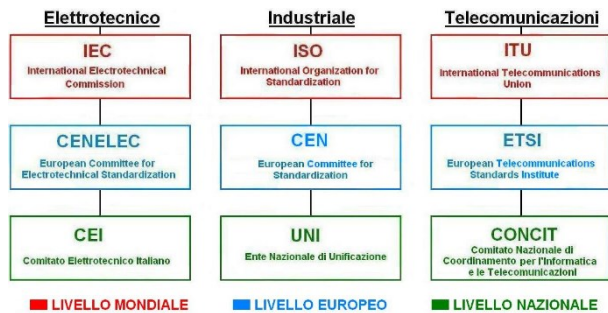 Elettrotecnico
Industriale
Telecomunicazioni
IEC
International Electrotechnical
Commission
ISO
International Organization for
Standardization
ITU
International Telecommunications
Union
CENELEC
European Committee for
Electrotechnical Standardization
CEN
European Committee for
Standardization
ETSI
European Telecommunications
Standards Institute
CEI
Comitato Elettrotecnico Italiano
UNI
Ente Nazionale di Unificazione
CONCIT
Comitato Nazionale di
Coordinamento per l'Informatica
e le Telecomunicazioni
LIVELLO MONDIALE
LIVELLO EUROPEO
LIVELLO NAZIONALE